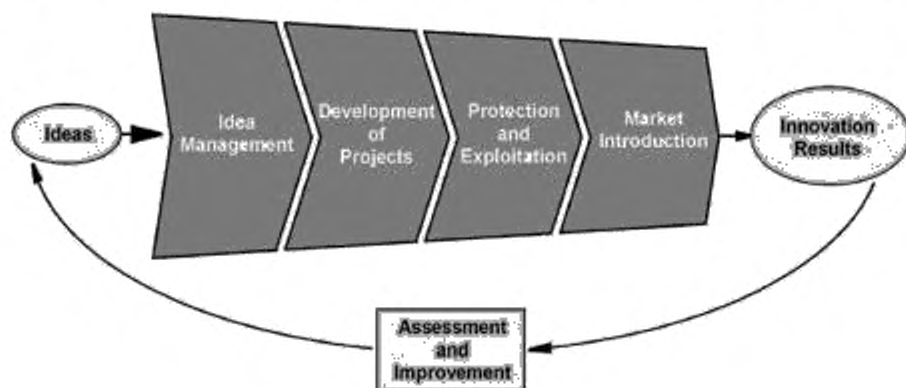 Ideas
Idea
Management
Development
of
Projects
Protection
and
Exploitation
Market
Introduction
Innovation
Results
Assessment
and
Improvement